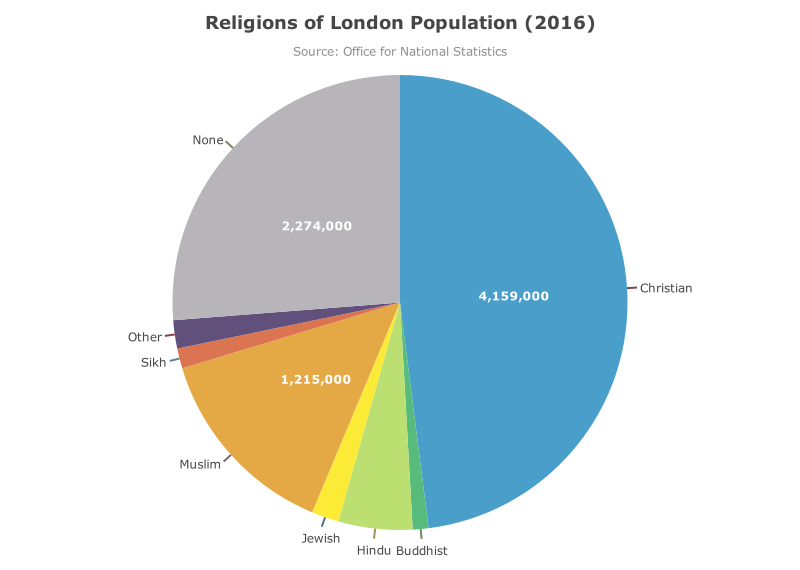 Religions of London Population (2016)
Source: Office for National Statistics
None
2,274,000
4,159,000
Christian
Other
Sikh
1,215,000
Muslim
Jewish
Hindu
Buddhist